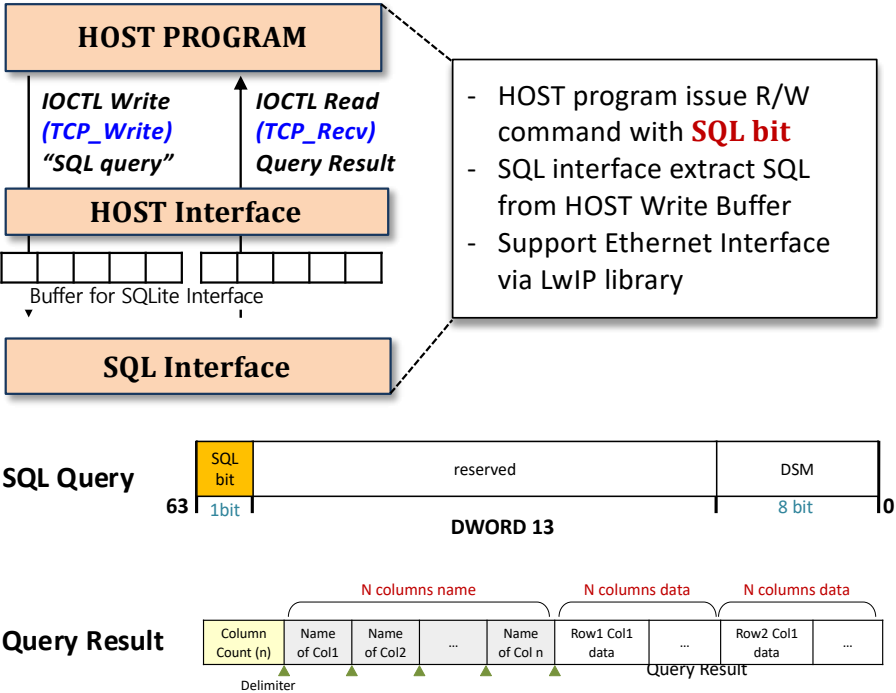 HOST PROGRAM
IOCTL Write
(TCP_Write)
“SQL query”
IOCTL Read
(TCP_Recv)
Query Result
HOST Interface
Buffer for SQLite Interface
SQL Interface
- HOST program issue R/W
command with SQL bit
- SQL interface extract SQL
from HOST Write Buffer
- Support Ethernet Interface
via LwIP library
SQL Query
SQL
bit
reserved
DSM
63
1bit
8 bit
0
DWORD 13
N columns name
N columns data
N columns data
Query Result
Column
Count (n)
Name
of Col1
Name
of Col2
...
Name
of Col n
Row1 Col1
data
...
Row2 Col1
data
...
Query Result
Delimiter